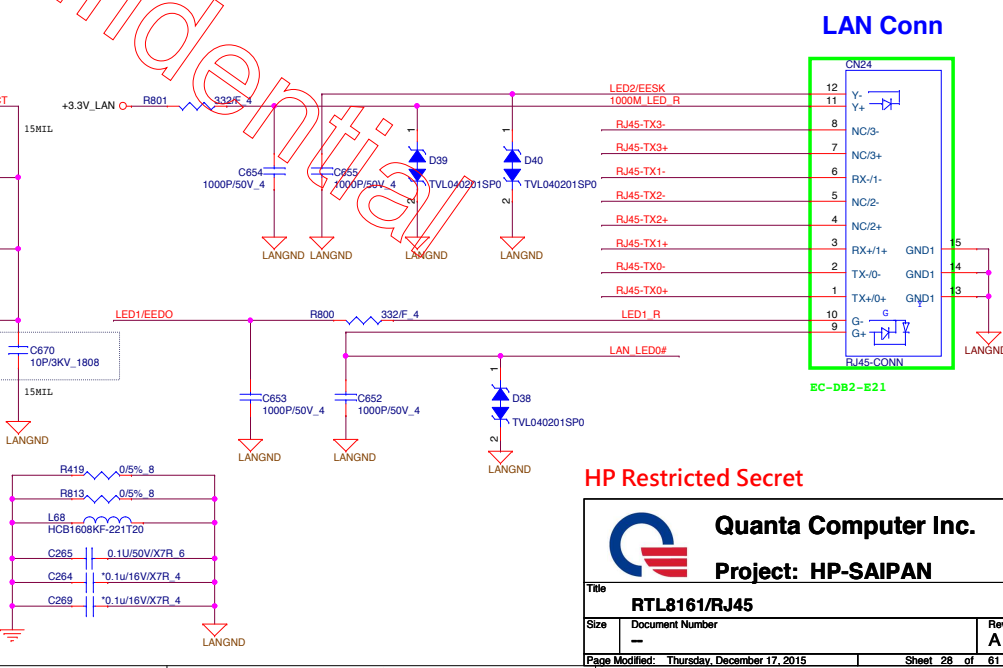 LAN Conn
CN24
LED2/EESK
12
Y-
+3.3V_LAN
R801
332/F_4
1000M_LED_R
11
Y+
RJ45-TX3-
8
NC/3-
15MIL
RJ45-TX3+
7
NC/3+
D39
D40
1
1
C654
C655
RJ45-TX1-
6
RX-/1-
1000P/50V_4
1000P/50V_4
TVL040201SP0
TVL040201SP0
2
2
RJ45-TX2-
5
NC/2-
RJ45-TX2+
4
NC/2+
RJ45-TX1+
3
RX+/1+
GND1
15
LANGND
LANGND
LANGND
LANGND
RJ45-TX0-
2
TX-/0-
GND1
14
RJ45-TX0+
1
TX+/0+
GND1
13
LED1/EEDO
R800
332/F_4
LED1_R
10
G-
G
9
G+
LAN_LED0#
LANGND
RJ45-CONN
EC-DB2-E21
C670
10P/3KV_1808
15MIL
LANGND
C653
1000P/50V_4
C652
1000P/50V_4
1
D38
TVL040201SP0
2
LANGND
LANGND
LANGND
R419
0/5%_8
R813
0/5%_8
L68
HCB1608KF-221T20
C265
0.1U/50V/X7R_6
C264
*0.1u/16V/X7R_4
C269
*0.1u/16V/X7R_4
LANGND
HP Restricted Secret
Quanta Computer Inc.
Project: HP-SAIPAN
Title
RTL8161/RJ45
Size
Document Number
Rev
--
A
Page Modified: Thursday, December 17, 2015
Sheet 28 of 61